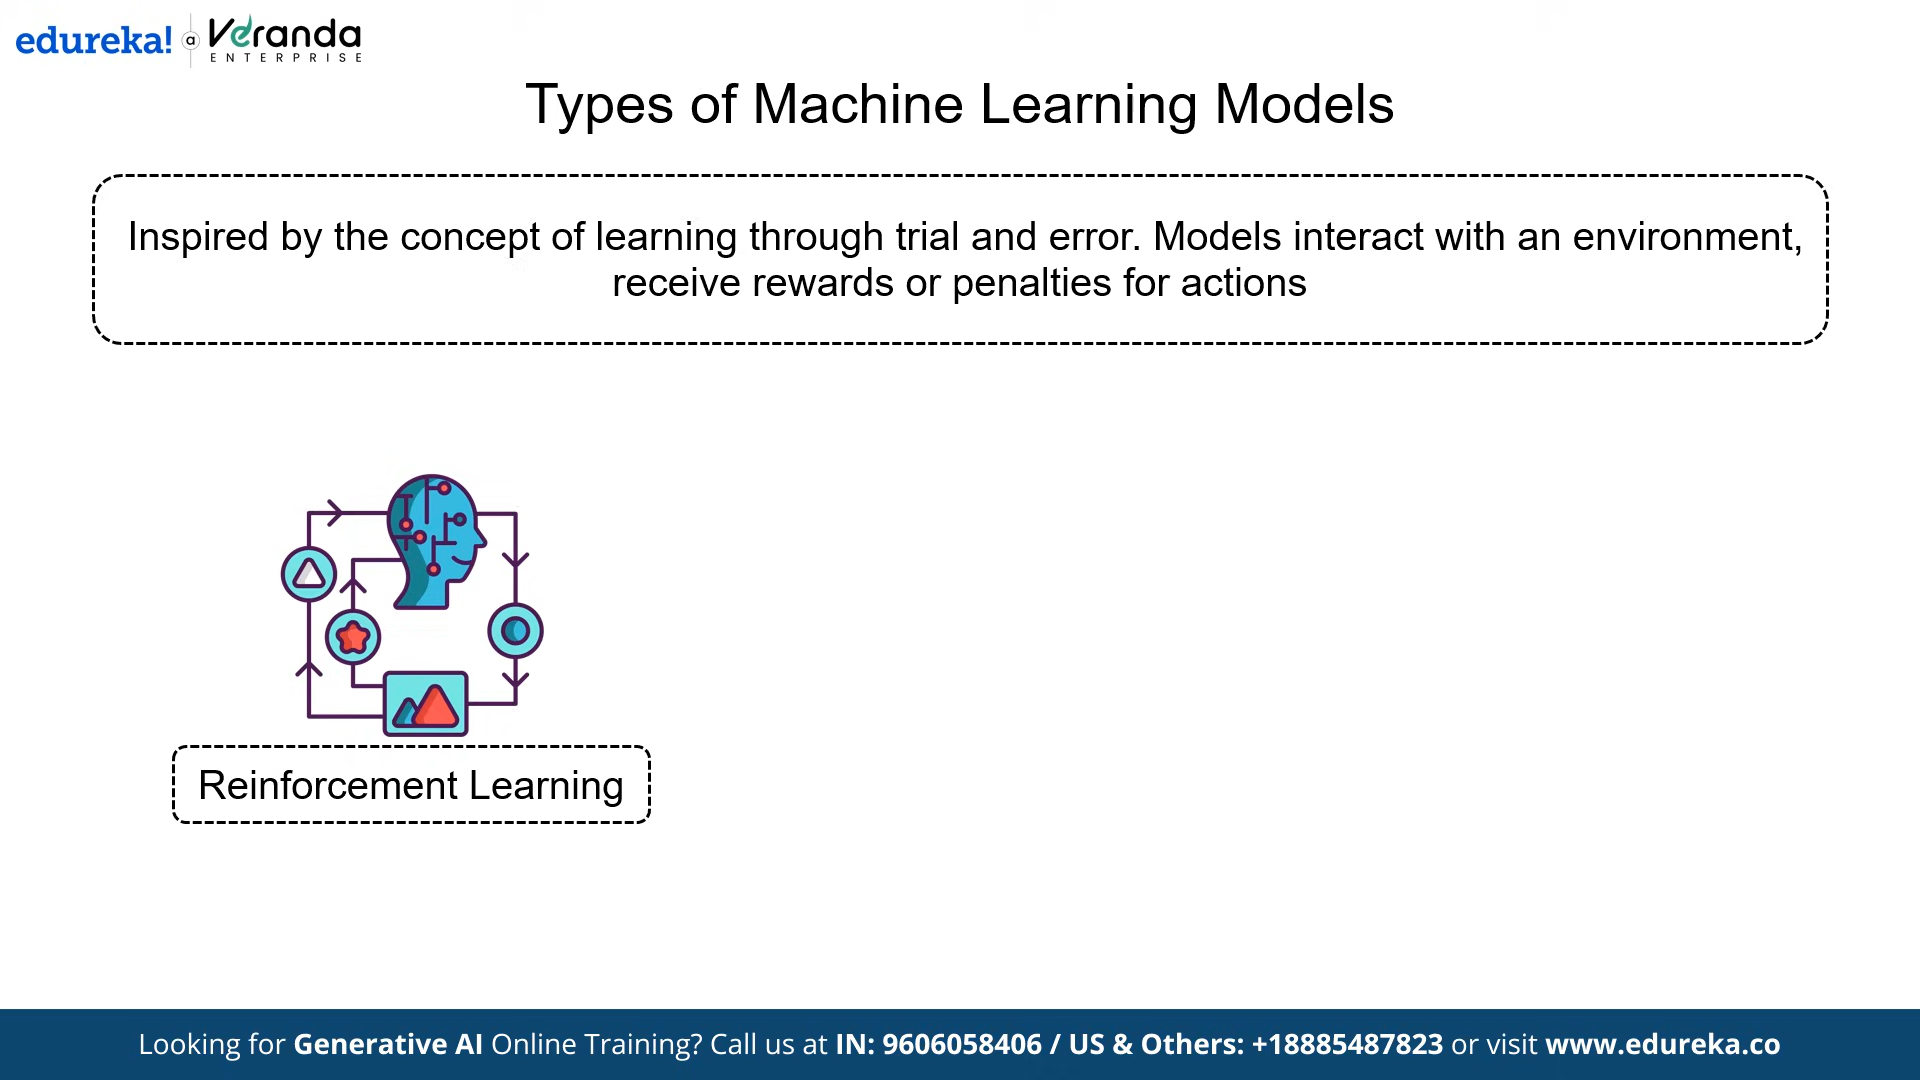 edureka! a Veranda
ENTERPRISE
Types of Machine Learning Models
Inspired by the concept of learning through trial and error. Models interact with an environment,
receive rewards or penalties for actions
Reinforcement Learning
Looking for Generative AI Online Training? Call us at IN: 9606058406 / US & Others: +18885487823 or visit www.edureka.co